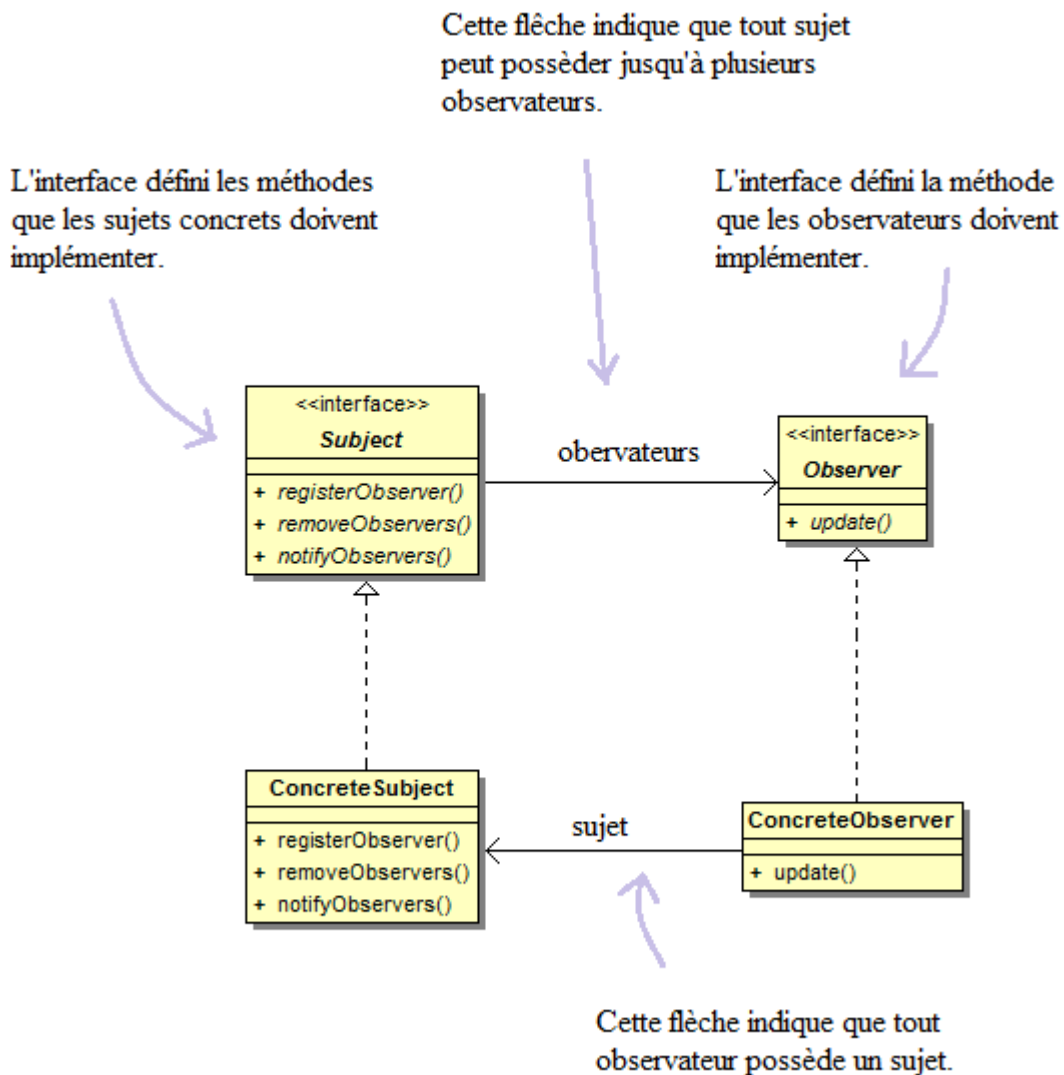 Cette flêche indique que tout sujet
peut possèder jusqu'à plusieurs
observateurs.
L'interface défini les méthodes
que les sujets concrets doivent
implémenter.
L'interface défini la méthode
que les observateurs doivent
implémenter.
<<interface>>
Subject
+ registerObserver()
+ removeObservers()
+ notifyObservers()
obervateurs
<<interface>>
Observer
+ update()
ConcreteSubject
+ registerObserver()
+ removeObservers()
+ notifyObservers()
sujet
ConcreteObserver
+ update()
Cette flèche indique que tout
observateur possède un sujet.